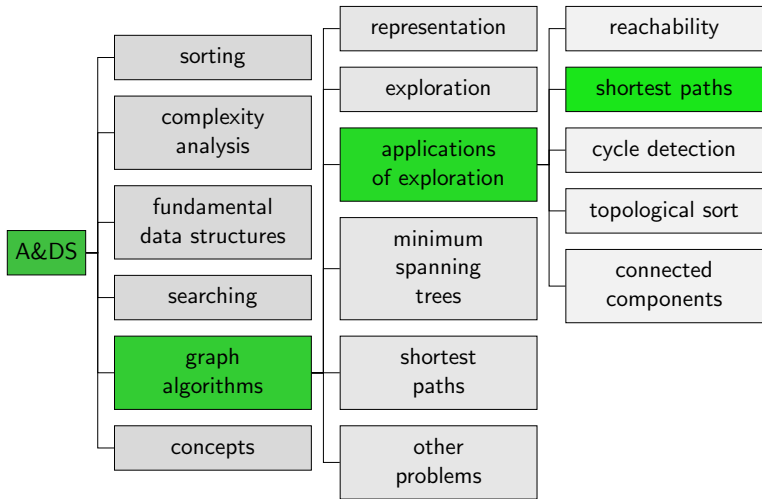 A&DS
sorting
complexity
analysis
fundamental
data structures
searching
graph
algorithms
concepts
representation
exploration
applications
of exploration
minimum
spanning
trees
shortest
paths
other
problems
reachability
shortest paths
cycle detection
topological sort
connected
components